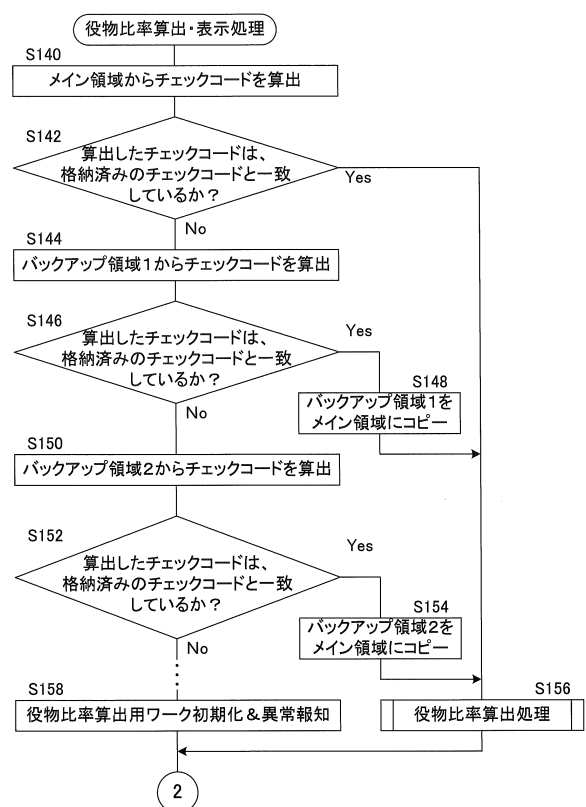 役物比率算出・表示処理
S140
メイン領域からチェックコードを算出
S142
算出したチェックコードは、
格納済みのチェックコードと一致
しているか？
Yes
No
S144
バックアップ領域1からチェックコードを算出
S146
算出したチェックコードは、
格納済みのチェックコードと一致
しているか？
Yes
S148
バックアップ領域1を
メイン領域にコピー
No
S150
バックアップ領域2からチェックコードを算出
S152
算出したチェックコードは、
格納済みのチェックコードと一致
しているか？
Yes
S154
バックアップ領域2を
メイン領域にコピー
No
S158
役物比率算出用ワーク初期化&異常報知
S156
役物比率算出処理
2